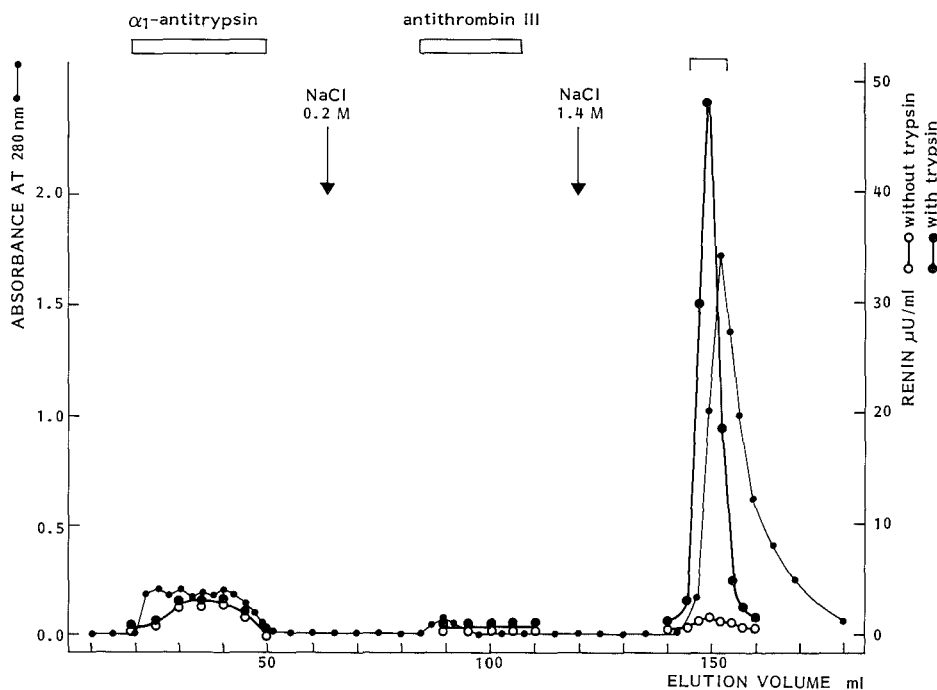 α1-antitrypsin
antithrombin III
NaCl
0.2 M
NaCl
1.4 M
ABSORBANCE AT 280 nm
2.0
1.5
1.0
0.5
0.0
50
40
30
20
10
0
RENIN µU/ml
without trypsin
with trypsin
50
100
150
ELUTION VOLUME ml